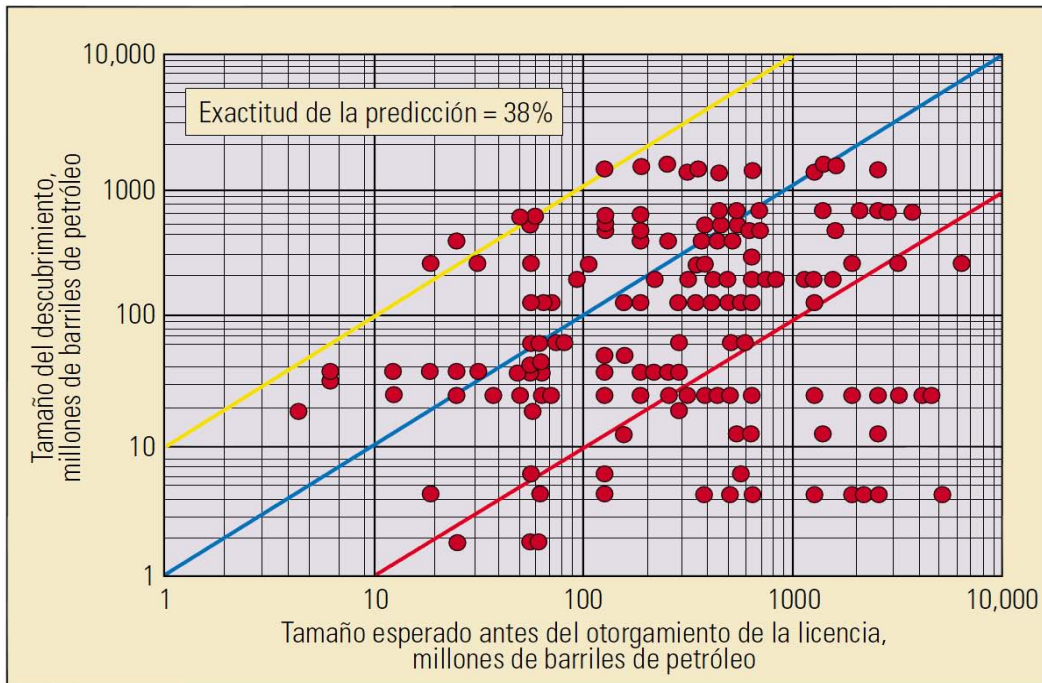 10,000
Exactitud de la predicción = 38%
1000
100
10
1
Tamaño del descubrimiento,
millones de barriles de petróleo
1
10
100
1000
10,000
Tamaño esperado antes del otorgamiento de la licencia,
millones de barriles de petróleo